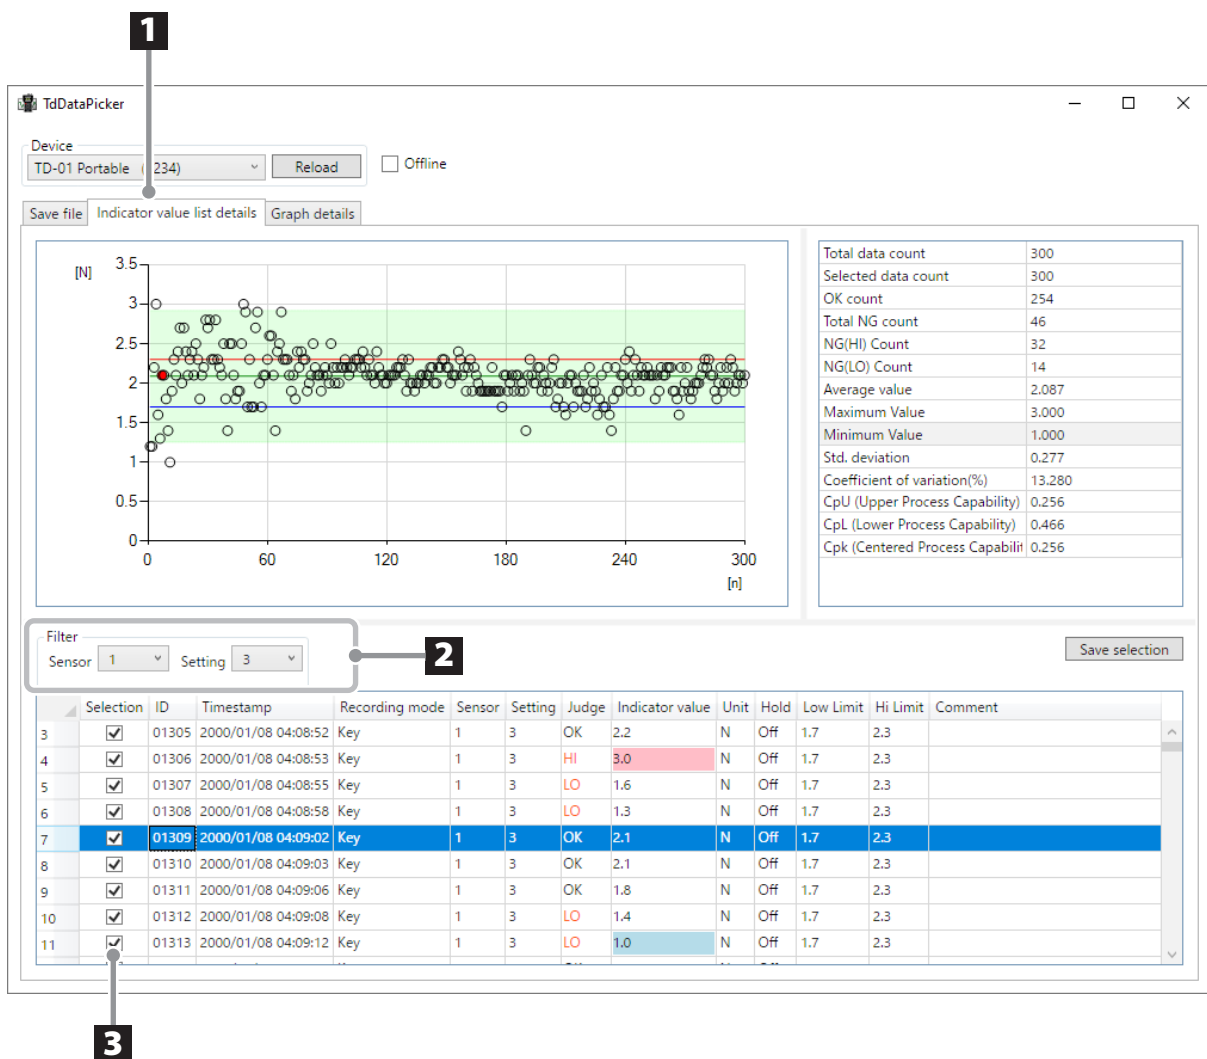 1
TdDataPicker
Device
TD-01 Portable ( 234) Reload Offline
Save file Indicator value list details Graph details
[N]
3.5
3
2.5
2
1.5
1
0.5
0
0 60 120 180 240 300
[n]
Total data count 300
Selected data count 300
OK count 254
Total NG count 46
NG(HI) Count 32
NG(LO) Count 14
Average value 2.087
Maximum Value 3.000
Minimum Value 1.000
Std. deviation 0.277
Coefficient of variation(%) 13.280
CpU (Upper Process Capability) 0.256
CpL (Lower Process Capability) 0.466
Cpk (Centered Process Capabilit 0.256
Filter
Sensor 1 Setting 3
2
Save selection
Selection ID Timestamp Recording mode Sensor Setting Judge Indicator value Unit Hold Low Limit Hi Limit Comment
3 01305 2000/01/08 04:08:52 Key 1 3 OK 2.2 N Off 1.7 2.3
4 01306 2000/01/08 04:08:53 Key 1 3 HI 3.0 N Off 1.7 2.3
5 01307 2000/01/08 04:08:55 Key 1 3 LO 1.6 N Off 1.7 2.3
6 01308 2000/01/08 04:08:58 Key 1 3 LO 1.3 N Off 1.7 2.3
7 01309 2000/01/08 04:09:02 Key 1 3 OK 2.1 N Off 1.7 2.3
8 01310 2000/01/08 04:09:03 Key 1 3 OK 2.1 N Off 1.7 2.3
9 01311 2000/01/08 04:09:06 Key 1 3 OK 1.8 N Off 1.7 2.3
10 01312 2000/01/08 04:09:08 Key 1 3 LO 1.4 N Off 1.7 2.3
11 01313 2000/01/08 04:09:12 Key 1 3 LO 1.0 N Off 1.7 2.3
3